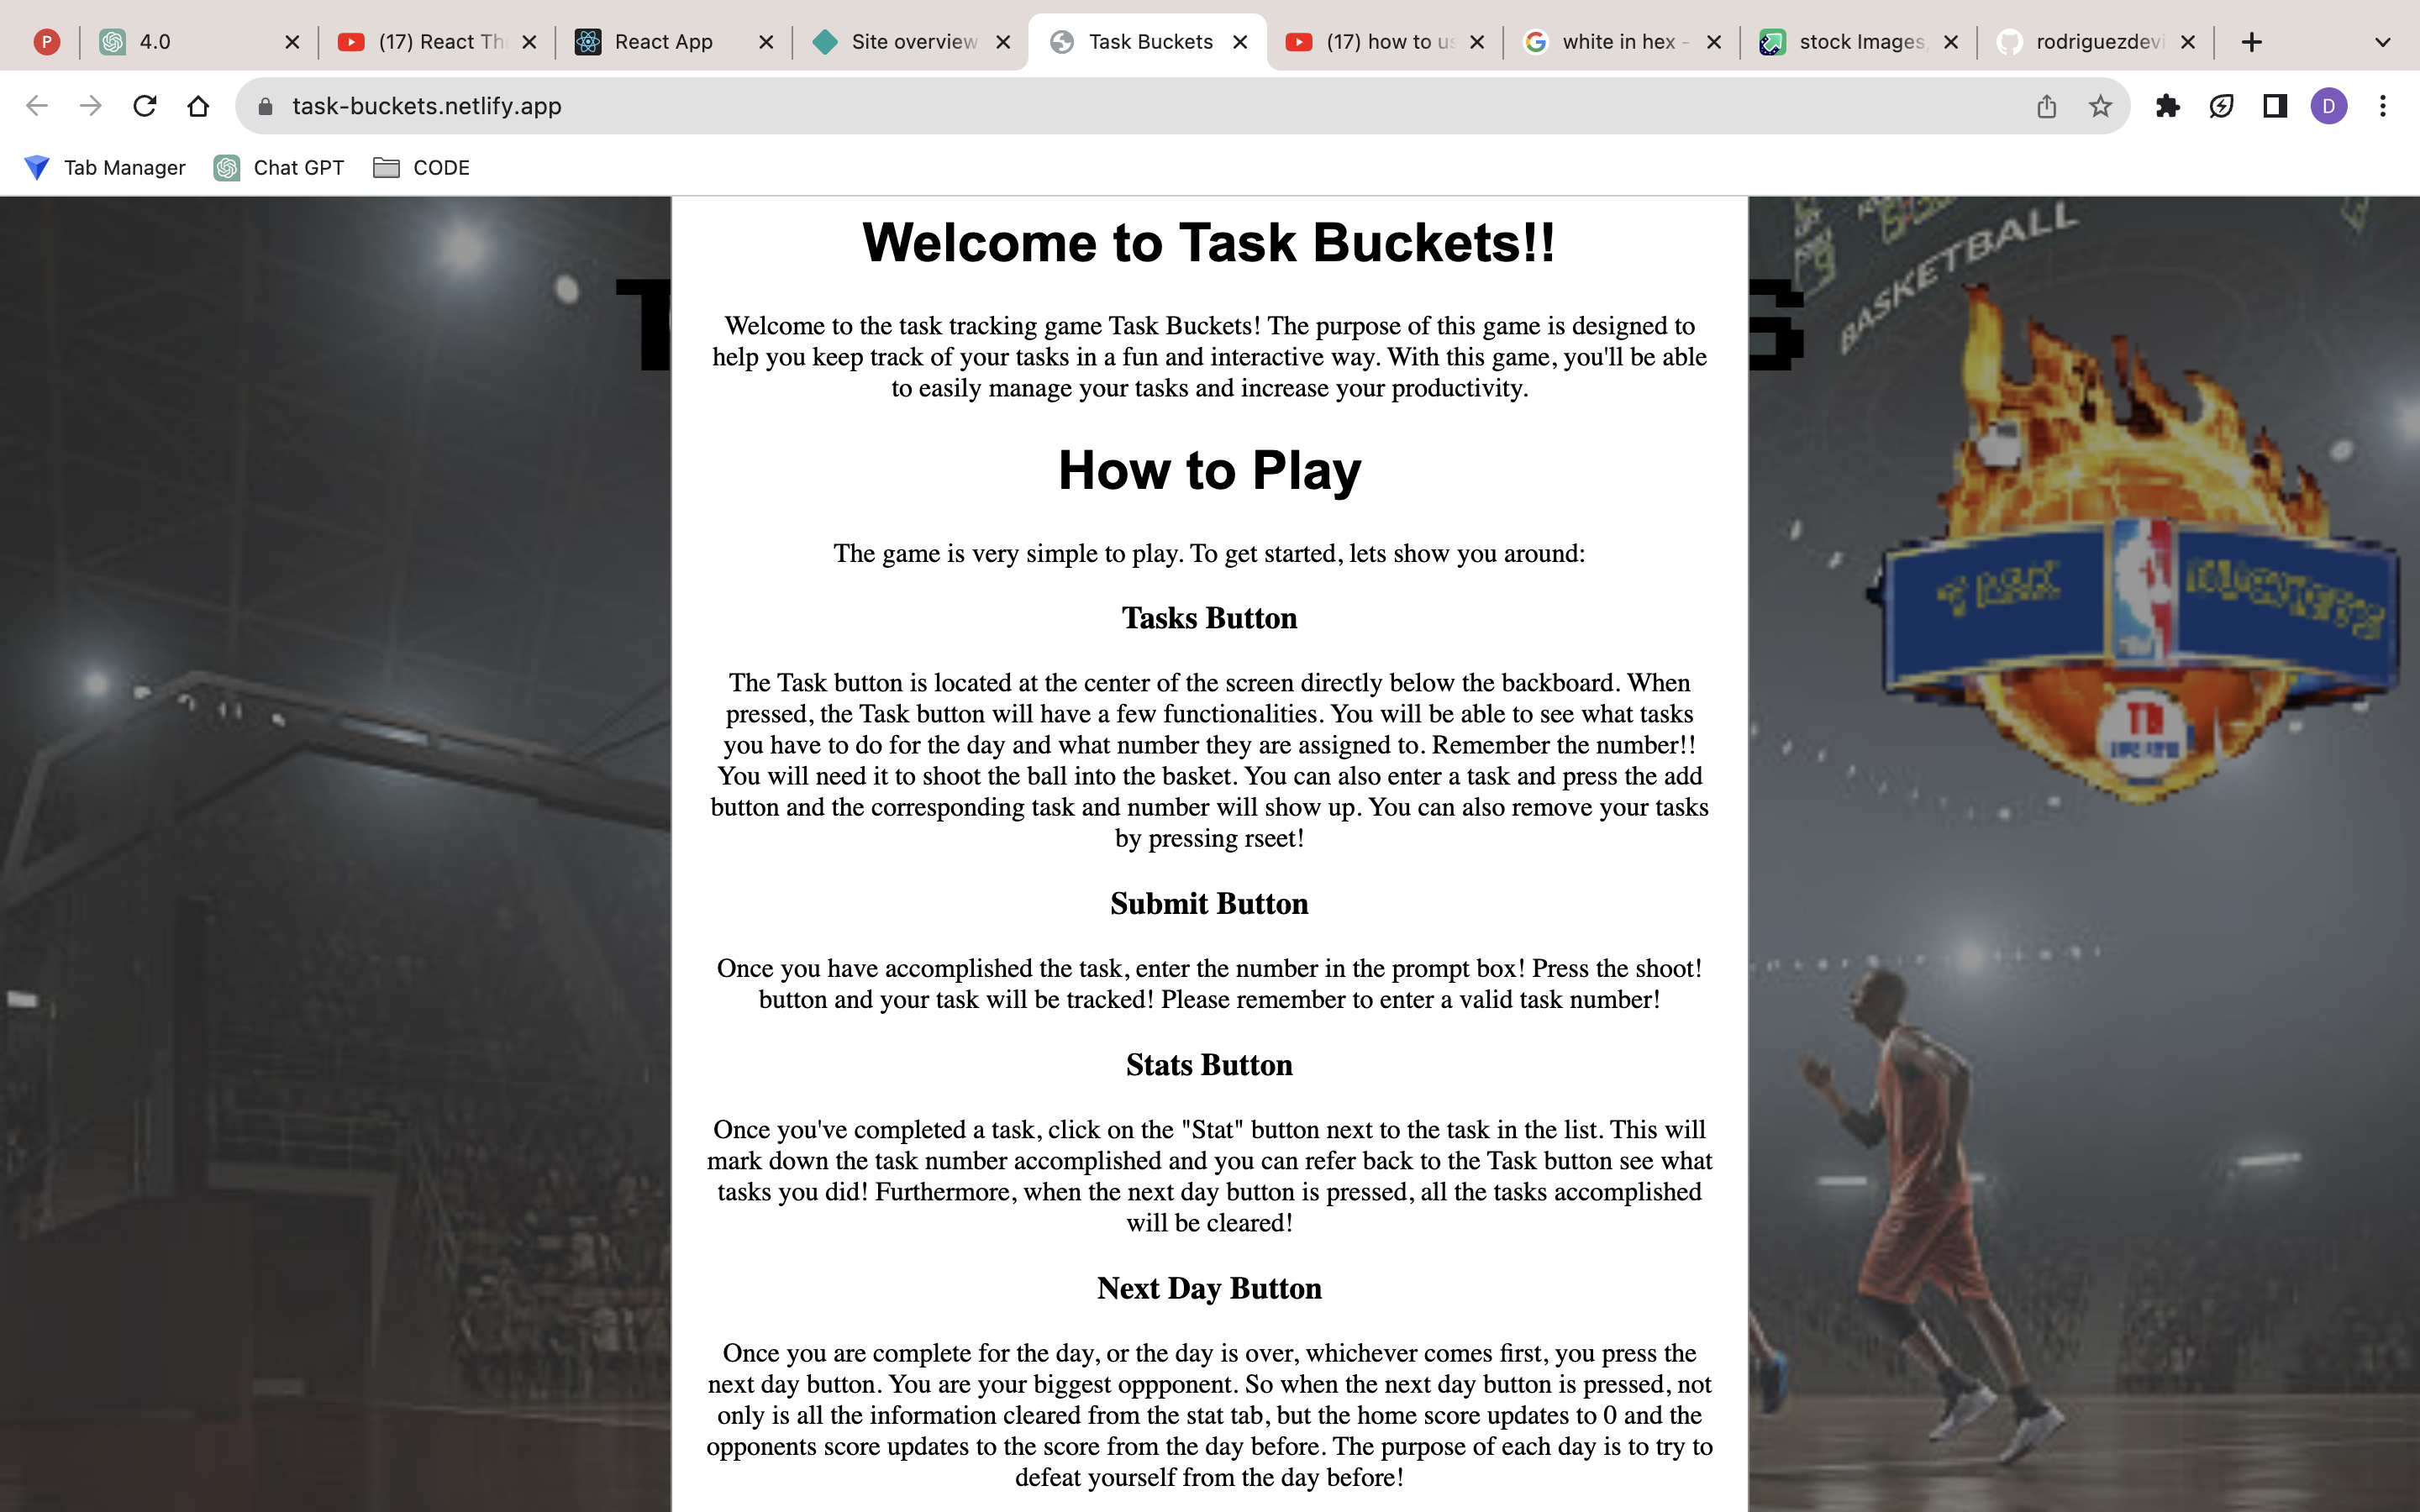 P
4.0
(17) React Th
React App
Site overview
Task Buckets
(17) how to us
white in hex -
stock Images,
rodriguezdevi
task-buckets.netlify.app
D
Tab Manager
Chat GPT
CODE
Welcome to Task Buckets!!
T
S
BASKETBALL
Welcome to the task tracking game Task Buckets! The purpose of this game is designed to
help you keep track of your tasks in a fun and interactive way. With this game, you'll be able
to easily manage your tasks and increase your productivity.
How to Play
The game is very simple to play. To get started, lets show you around:
TASK
Tasks Button
The Task button is located at the center of the screen directly below the backboard. When
pressed, the Task button will have a few functionalities. You will be able to see what tasks
you have to do for the day and what number they are assigned to. Remember the number!!
You will need it to shoot the ball into the basket. You can also enter a task and press the add
button and the corresponding task and number will show up. You can also remove your tasks
by pressing rseet!
Submit Button
Once you have accomplished the task, enter the number in the prompt box! Press the shoot!
button and your task will be tracked! Please remember to enter a valid task number!
Stats Button
Once you've completed a task, click on the "Stat" button next to the task in the list. This will
mark down the task number accomplished and you can refer back to the Task button see what
tasks you did! Furthermore, when the next day button is pressed, all the tasks accomplished
will be cleared!
Next Day Button
Once you are complete for the day, or the day is over, whichever comes first, you press the
next day button. You are your biggest oppponent. So when the next day button is pressed, not
only is all the information cleared from the stat tab, but the home score updates to 0 and the
opponents score updates to the score from the day before. The purpose of each day is to try to
defeat yourself from the day before!